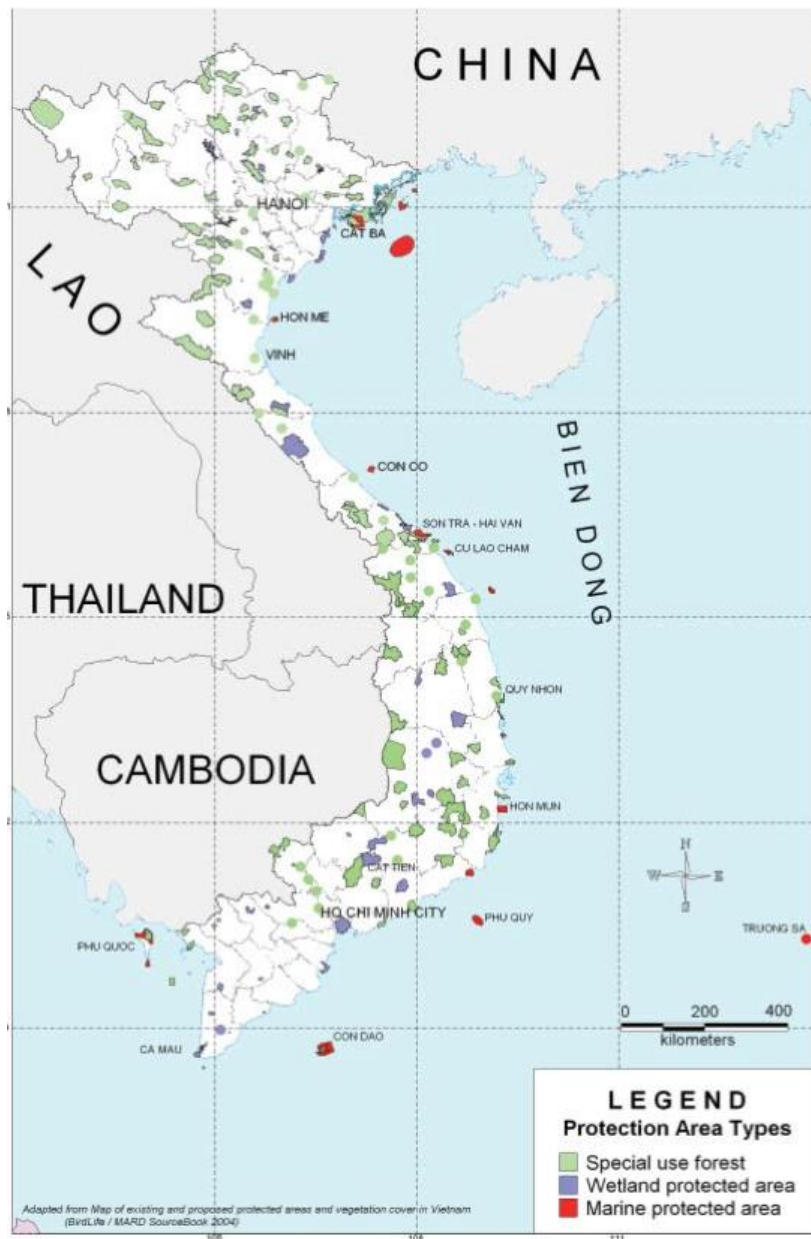 CHINA
HANOI
CAT BA
LAO
HON ME
VINH
CON CO
BIEN DONG
SON TRA - HAI VAN
CU LAO CHAM
THAILAND
QUY NHON
CAMBODIA
HON MUN
CAT TIEN
N
W E
S
HO CHI MINH CITY
PHU QUY
TRUONG SA
PHU QUOC
0 200 400
kilometers
CA MAU
CON DAO
LEGEND
Protection Area Types
Special use forest
Wetland protected area
Marine protected area
Adapted from Map of existing and proposed protected areas and vegetation cover in Vietnam
(BirdLife / MARD SourceBook 2004)